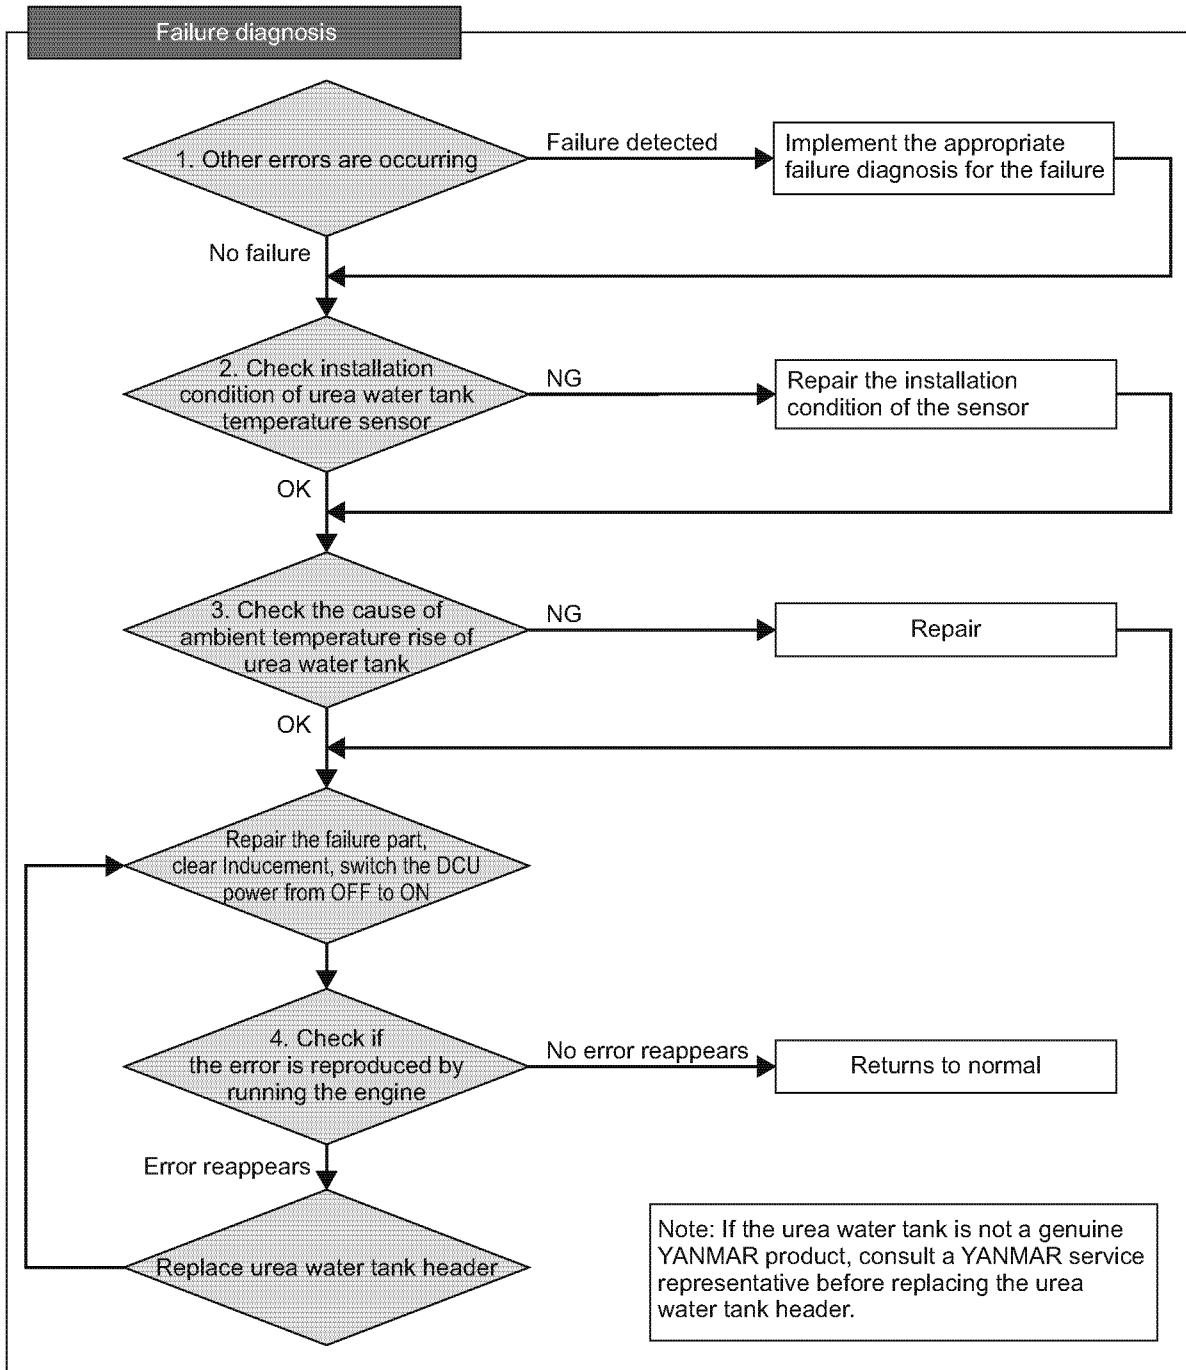 Failure diagnosis
1. Other errors are occurring
Failure detected
Implement the appropriate
failure diagnosis for the failure
No failure
2. Check installation
condition of urea water tank
temperature sensor
NG
Repair the installation
condition of the sensor
OK
3. Check the cause of
ambient temperature rise of
urea water tank
NG
Repair
OK
Repair the failure part,
clear Inducement, switch the DCU
power from OFF to ON
4. Check if
the error is reproduced by
running the engine
No error reappears
Returns to normal
Error reappears
Replace urea water tank header
Note: If the urea water tank is not a genuine
YANMAR product, consult a YANMAR service
representative before replacing the urea
water tank header.